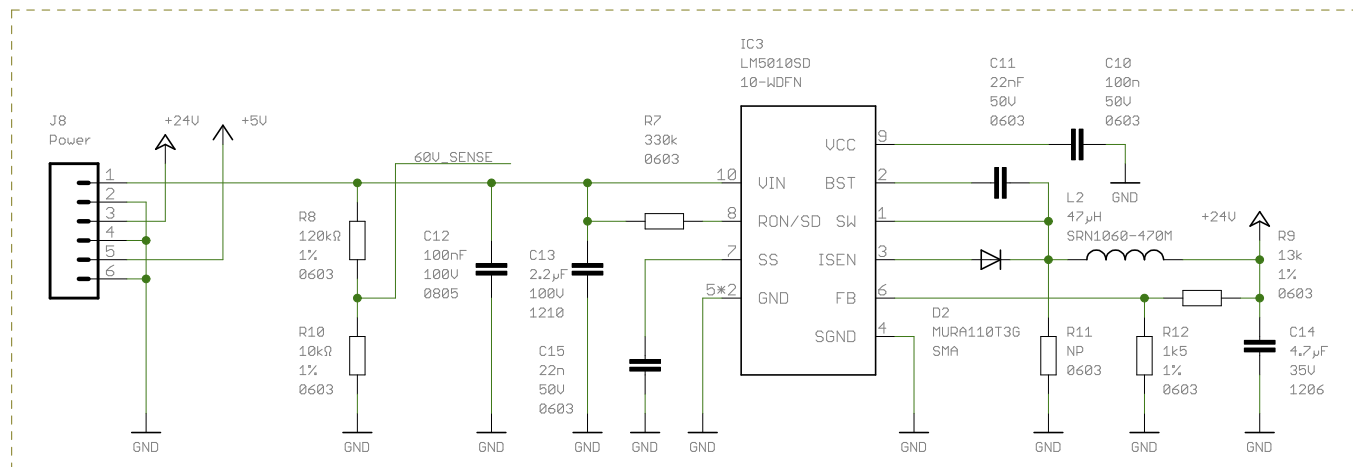 J8
Power
+24V
+5V
1
2
3
4
5
6
GND
60V_SENSE
R8
120kΩ
1%
0603
R10
10kΩ
1%
0603
GND
C12
100nF
100V
0805
GND
C13
2.2µF
100V
1210
GND
R7
330k
0603
C15
22n
50V
0603
GND
GND
IC3
LM5010SD
10-WDFN
10
VIN
8
RON/SD
7
SS
5*2
GND
VCC
9
BST
2
SW
1
ISEN
3
FB
6
SGND
4
GND
C11
22nF
50V
0603
C10
100n
50V
0603
GND
L2
47µH
SRN1060-470M
D2
MURA110T3G
SMA
R11
NP
0603
GND
R12
1k5
1%
0603
GND
+24V
R9
13k
1%
0603
C14
4.7µF
35V
1206
GND